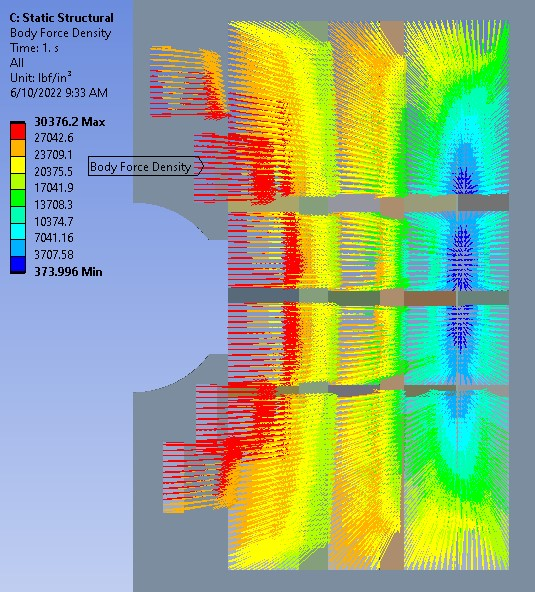 C: Static Structural
Body Force Density
Time: 1. s
All
Unit: lbf/in³
6/10/2022 9:33 AM
30376.2 Max
27042.6
23709.1
20375.5
17041.9
13708.3
10374.7
7041.16
3707.58
373.996 Min
Body Force Density